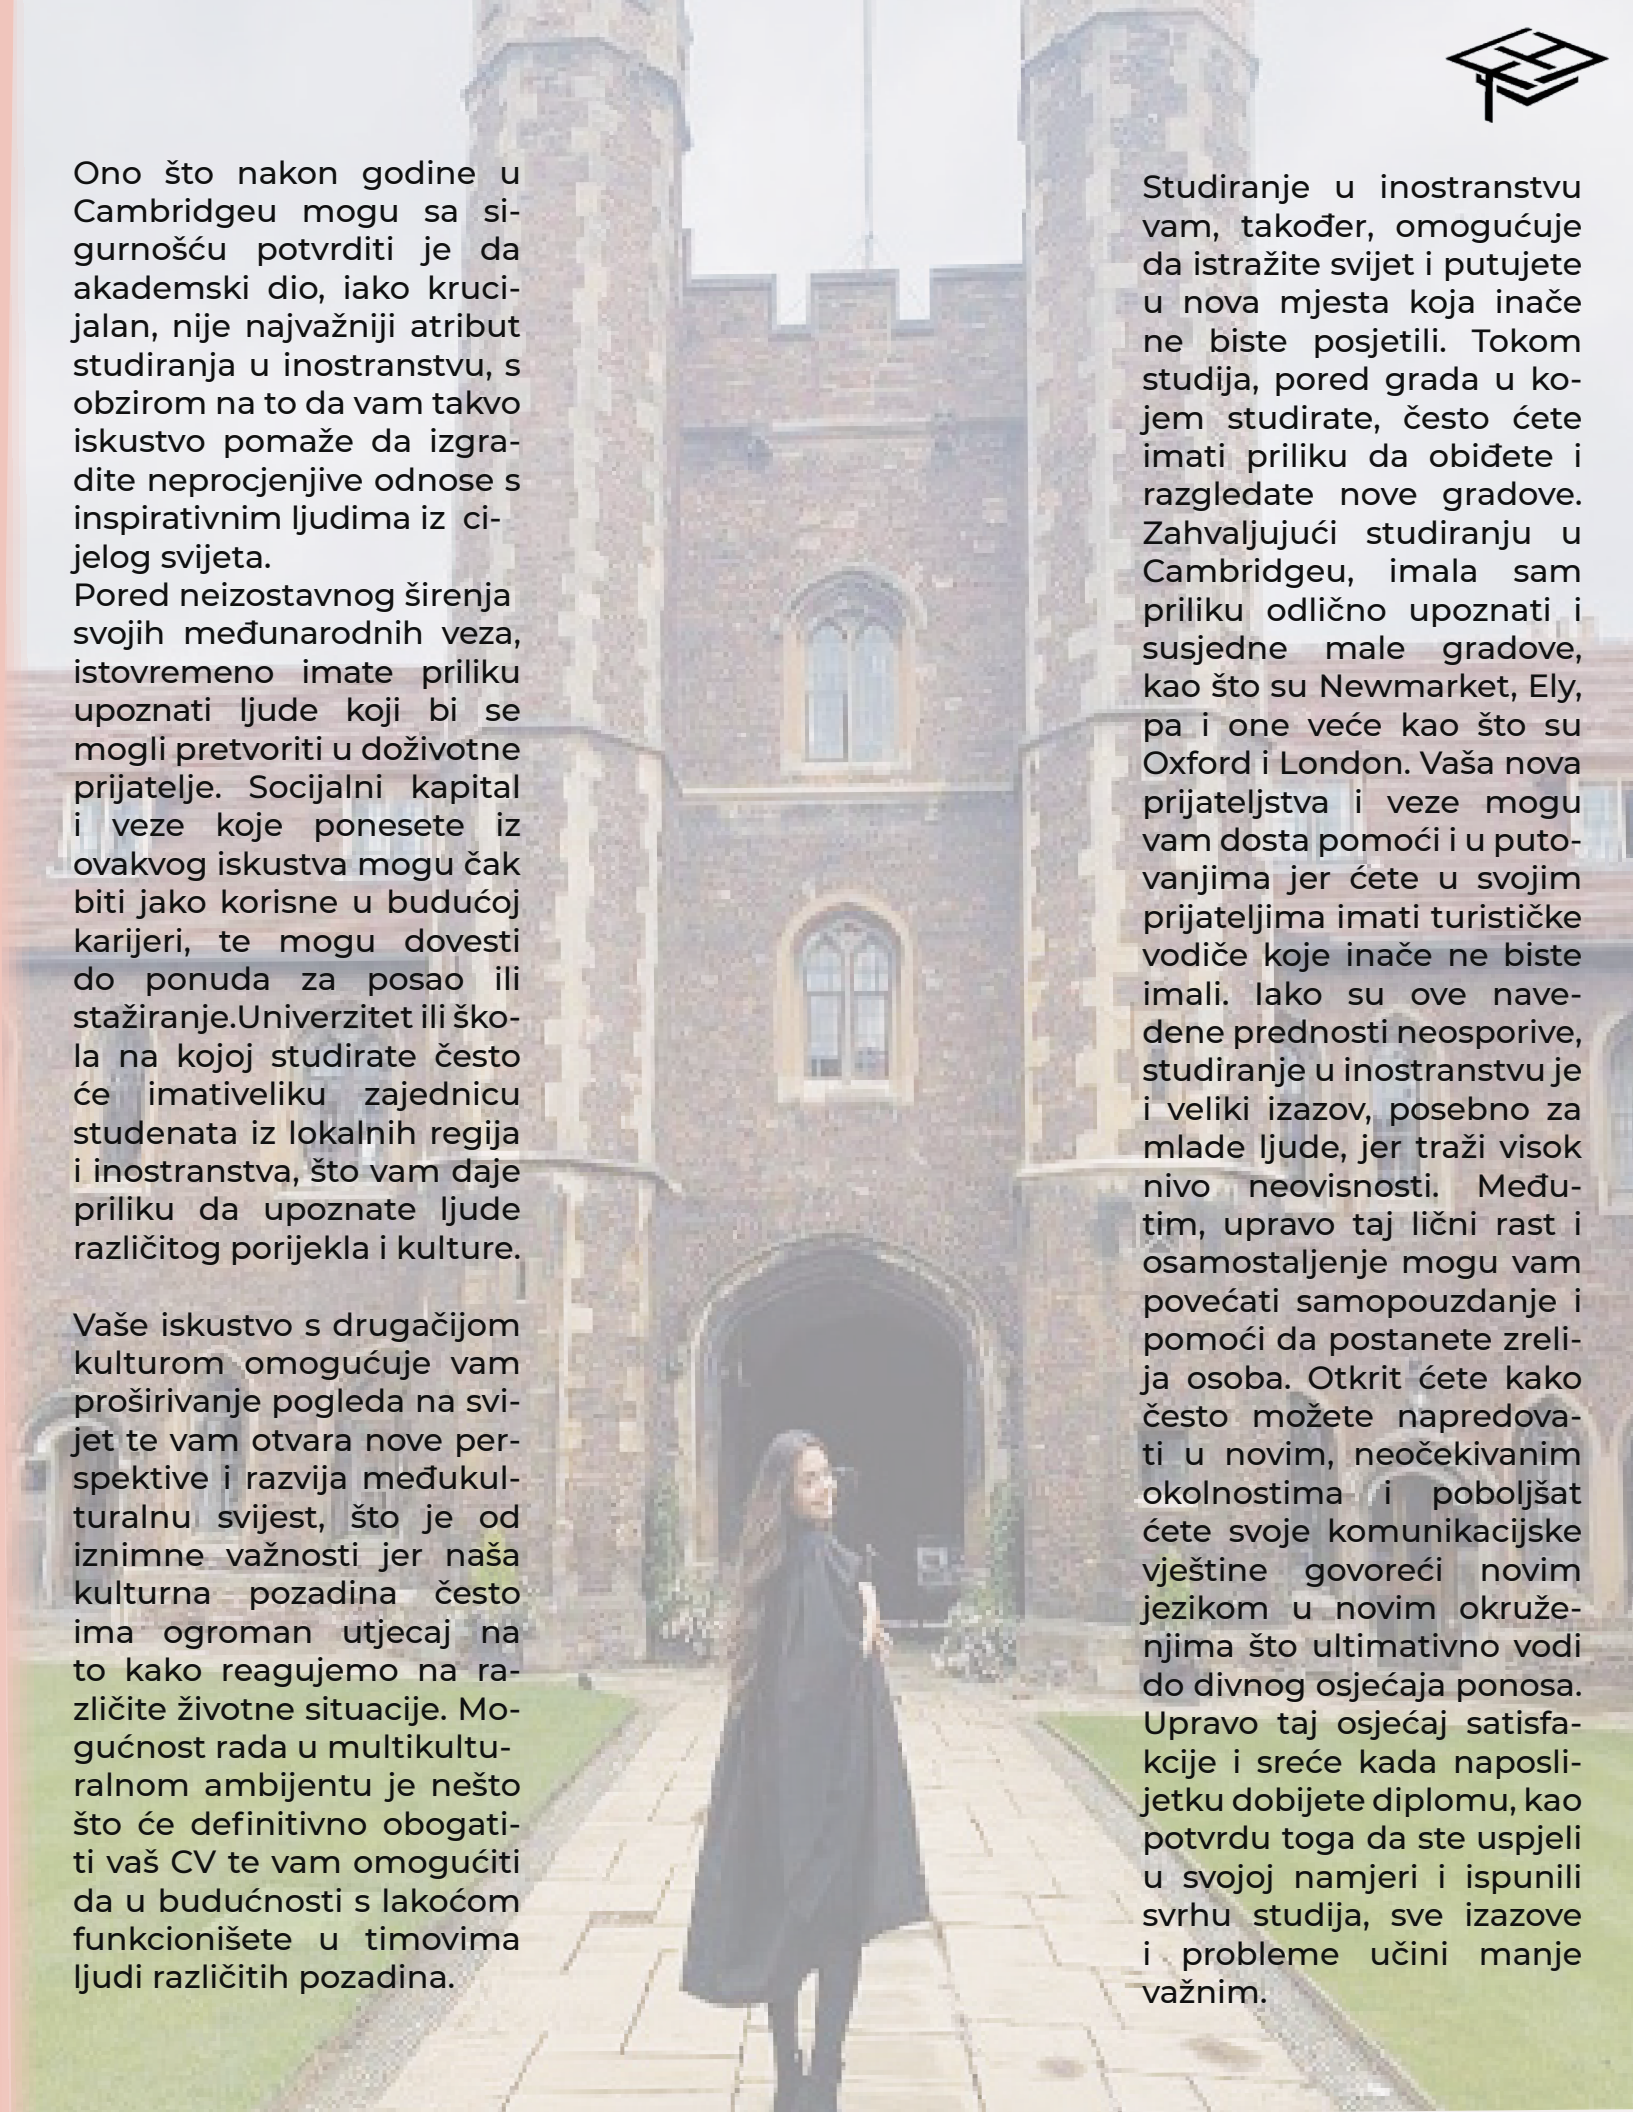 Ono što nakon godine u
Cambridgeu mogu sa si-
gurnošću potvrditi je da
akademski dio, iako kruci-
jalan, nije najvažniji atribut
studiranja u inostranstvu, s
obzirom na to da vam takvo
iskustvo pomaže da izgra-
dite neprocjenjive odnose s
inspirativnim ljudima iz ci-
jelog svijeta.
Pored neizostavnog širenja
svojih međunarodnih veza,
istovremeno imate priliku
upoznati ljude koji bi se
mogli pretvoriti u doživotne
prijatelje. Socijalni kapital
i veze koje ponesete iz
ovakvog iskustva mogu čak
biti jako korisne u budućoj
karijeri, te mogu dovesti
do ponuda za posao ili
stažiranje.Univerzitet ili ško-
la na kojoj studirate često
će imativeliku zajednicu
studenata iz lokalnih regija
i inostranstva, što vam daje
priliku da upoznate ljude
različitog porijekla i kulture.
Vaše iskustvo s drugačijom
kulturom omogućuje vam
proširivanje pogleda na svi-
jet te vam otvara nove per-
spektive i razvija međukul-
turalnu svijest, što je od
iznimne važnosti jer naša
kulturna pozadina često
ima ogroman utjecaj na
to kako reagujemo na ra-
zličite životne situacije. Mo-
gućnost rada u multikultu-
ralnom ambijentu je nešto
što će definitivno obogati-
ti vaš CV te vam omogućiti
da u budućnosti s lakoćom
funkcionišete u timovima
ljudi različitih pozadina.
Studiranje u inostranstvu
vam, također, omogućuje
da istražite svijet i putujete
u nova mjesta koja inače
ne biste posjetili. Tokom
studija, pored grada u ko-
jem studirate, često ćete
imati priliku da obiđete i
razgledate nove gradove.
Zahvaljujući studiranju u
Cambridgeu, imala sam
priliku odlično upoznati i
susjedne male gradove,
kao što su Newmarket, Ely,
pa i one veće kao što su
Oxford i London. Vaša nova
prijateljstva i veze mogu
vam dosta pomoći i u puto-
vanjima jer ćete u svojim
prijateljima imati turističke
vodiče koje inače ne biste
imali. Iako su ove nave-
dene prednosti neosporive,
studiranje u inostranstvu je
i veliki izazov, posebno za
mlade ljude, jer traži visok
nivo neovisnosti. Među-
tim, upravo taj lični rast i
osamostaljenje mogu vam
povećati samopouzdanje i
pomoći da postanete zreli-
ja osoba. Otkrit ćete kako
često možete napredova-
ti u novim, neočekivanim
okolnostima i poboljšat
ćete svoje komunikacijske
vještine govoreći novim
jezikom u novim okruže-
njima što ultimativno vodi
do divnog osjećaja ponosa.
Upravo taj osjećaj satisfa-
kcije i sreće kada naposli-
jetku dobijete diplomu, kao
potvrdu toga da ste uspjeli
u svojoj namjeri i ispunili
svrhu studija, sve izazove
i probleme učini manje
važnim.